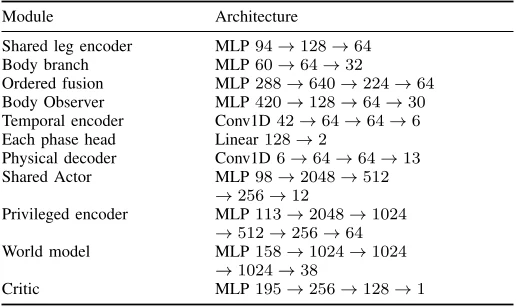 Module Architecture
Shared leg encoder MLP 94 → 128 → 64
Body branch MLP 60 → 64 → 32
Ordered fusion MLP 288 → 640 → 224 → 64
Body Observer MLP 420 → 128 → 64 → 30
Temporal encoder Conv1D 42 → 64 → 64 → 6
Each phase head Linear 128 → 2
Physical decoder Conv1D 6 → 64 → 64 → 13
Shared Actor MLP 98 → 2048 → 512
→ 256 → 12
Privileged encoder MLP 113 → 2048 → 1024
→ 512 → 256 → 64
World model MLP 158 → 1024 → 1024
→ 1024 → 38
Critic MLP 195 → 256 → 128 → 1